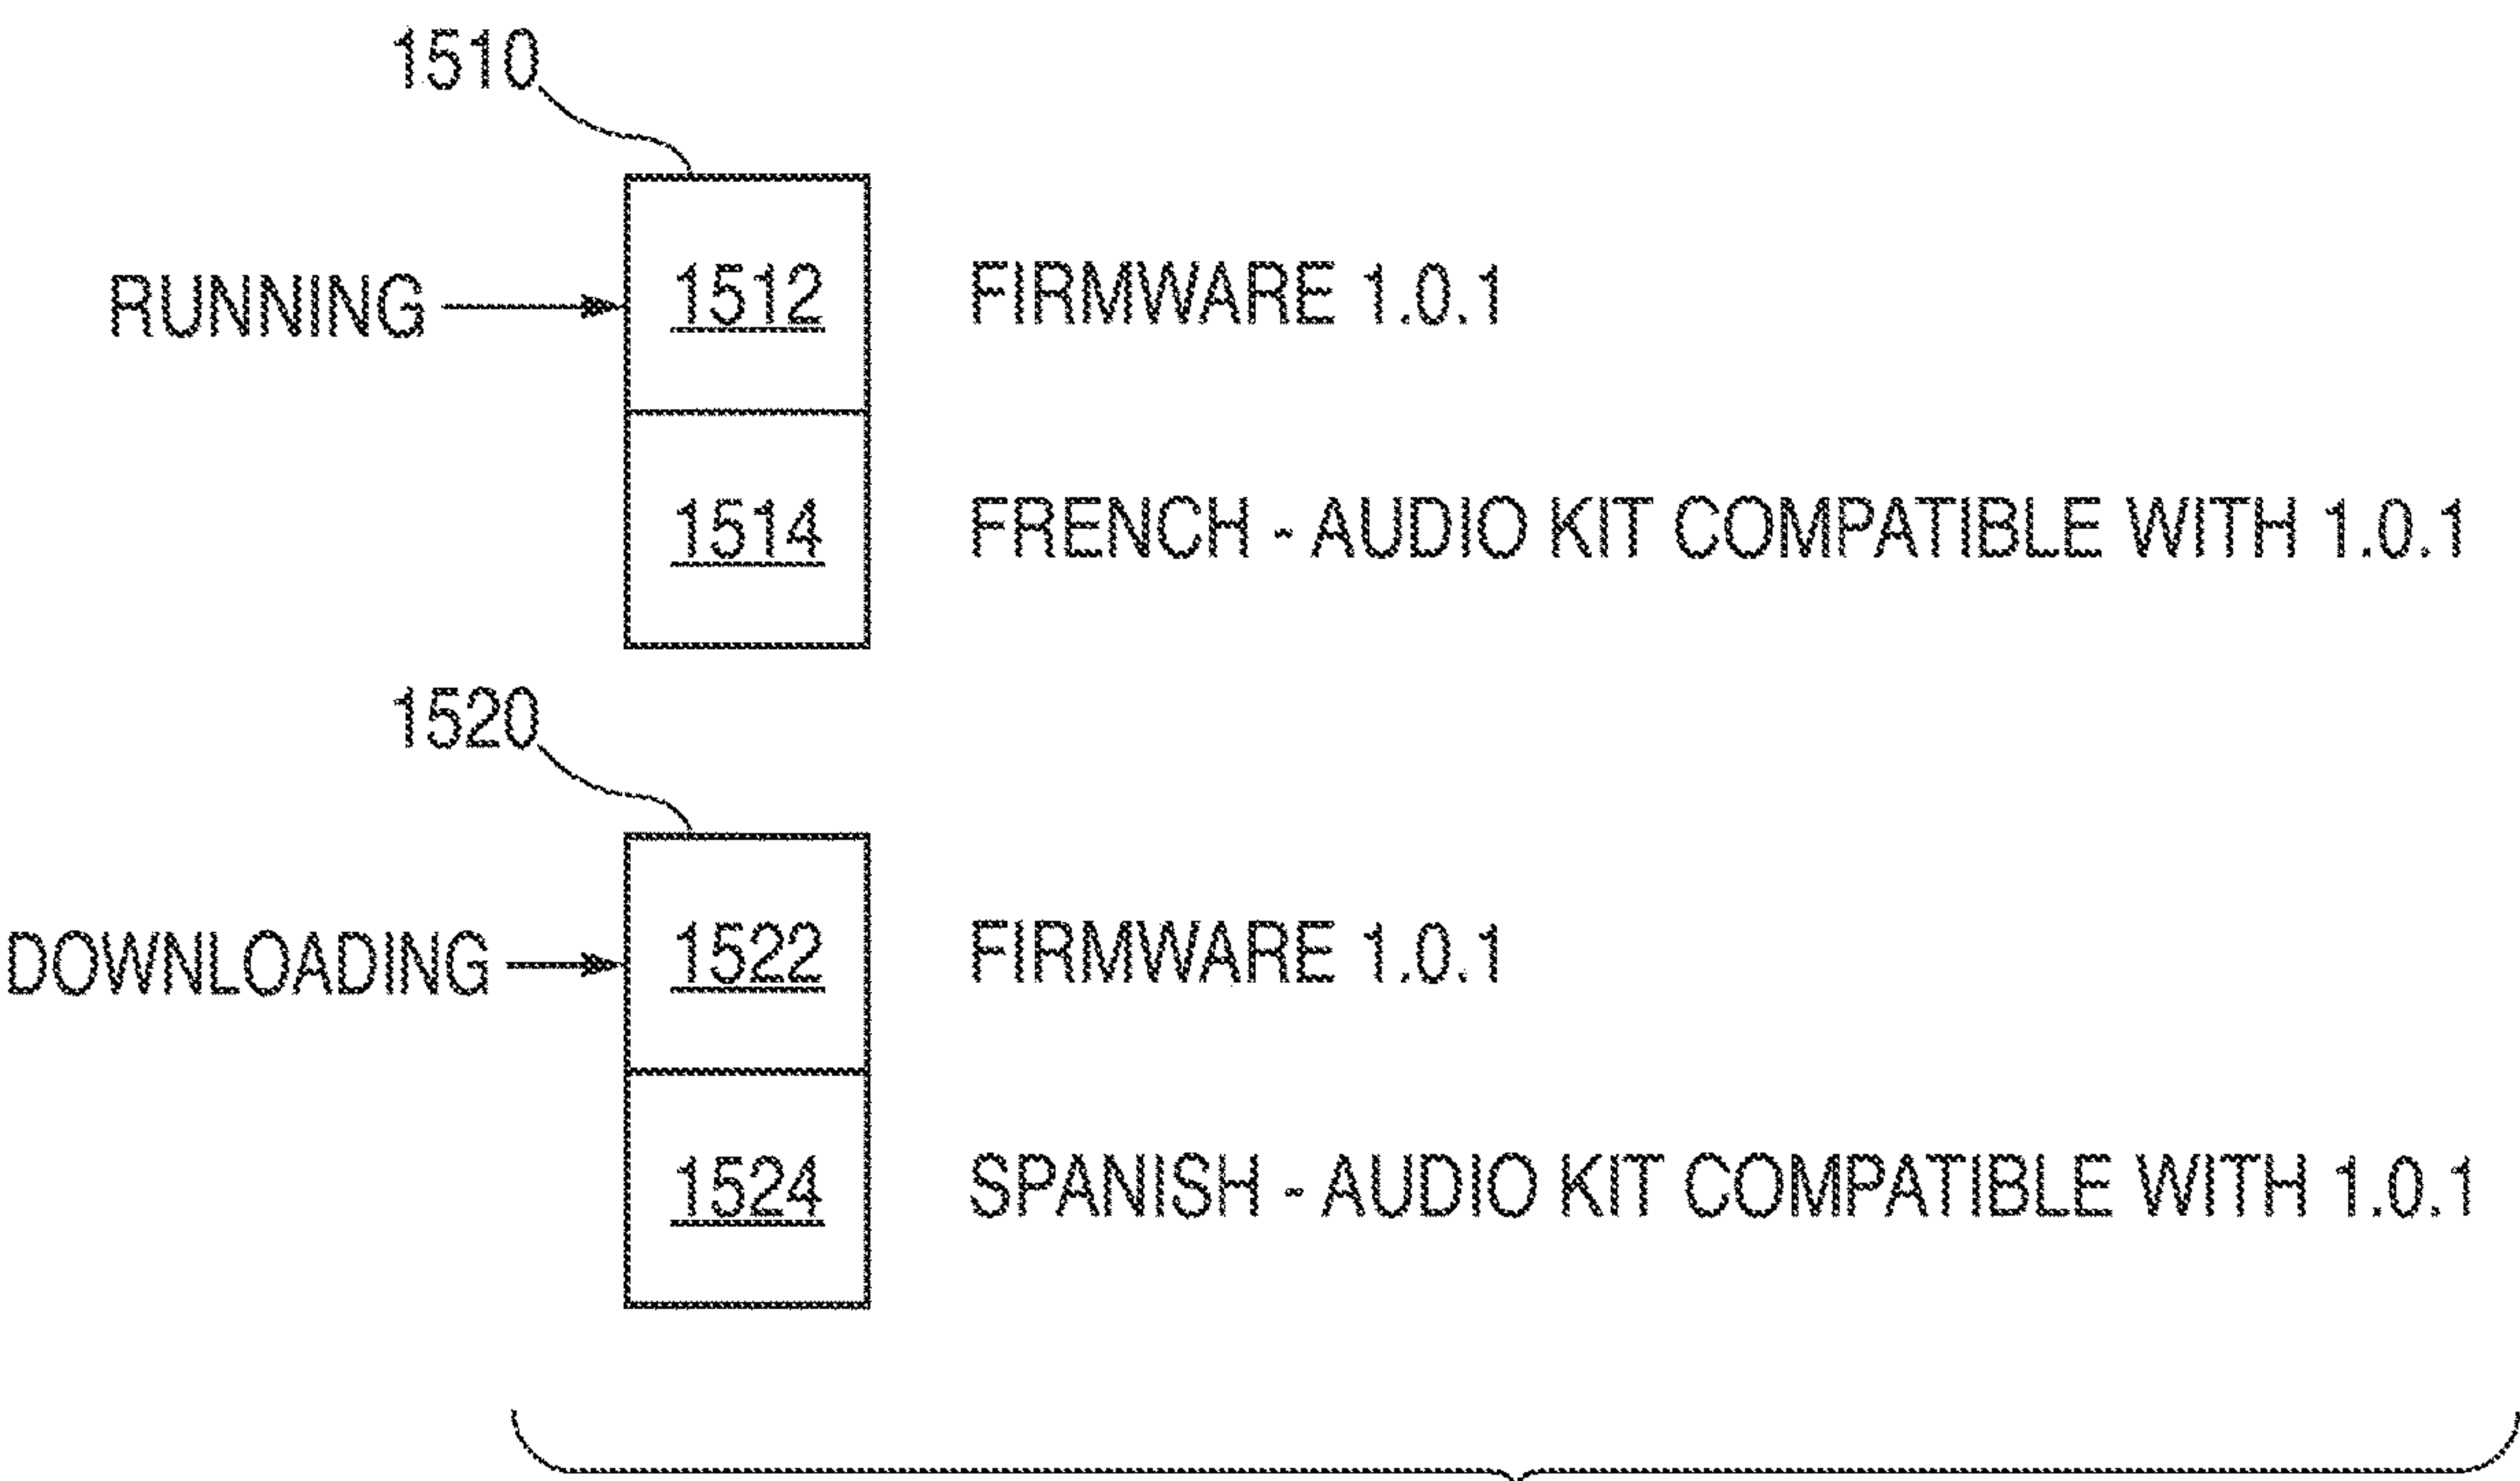 1510
RUNNING 1512 FIRMWARE 1.0.1
1514 FRENCH - AUDIO KIT COMPATIBLE WITH 1.0.1
1520
DOWNLOADING 1522 FIRMWARE 1.0.1
1524 SPANISH - AUDIO KIT COMPATIBLE WITH 1.0.1